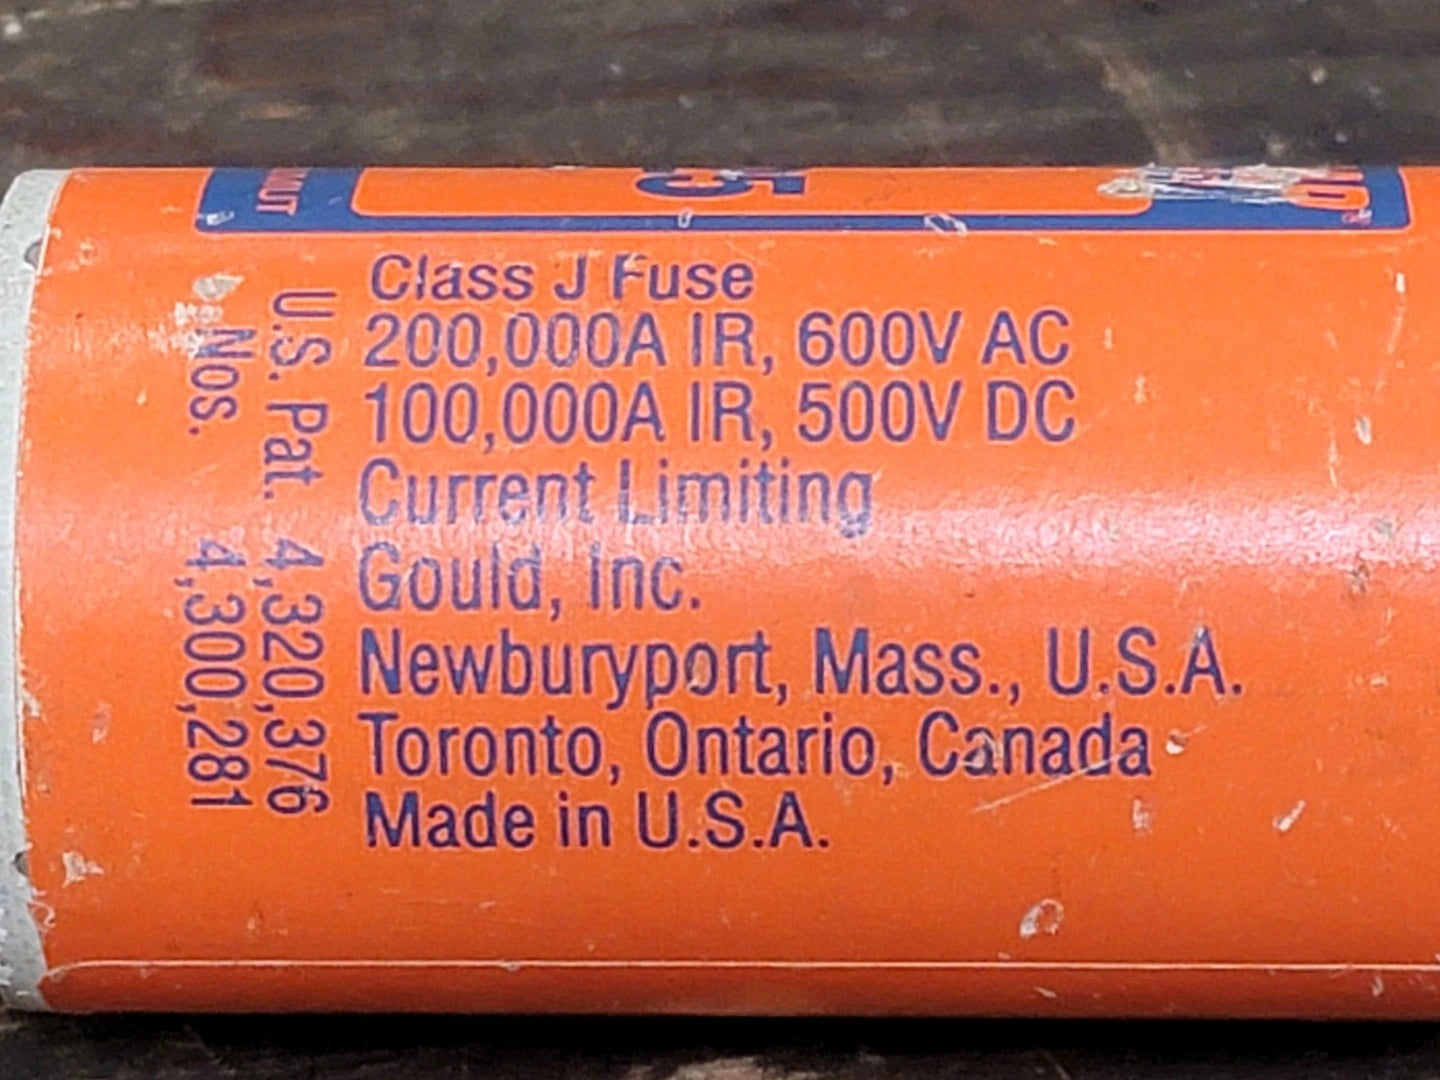 5
Class J Fuse
200,000A IR, 600V AC
100,000A IR, 500V DC
Current Limiting
Gould, Inc.
Newburyport, Mass., U.S.A.
Toronto, Ontario, Canada
Made in U.S.A.
U.S. Pat. 4,320,376
Nos. 4,300,281